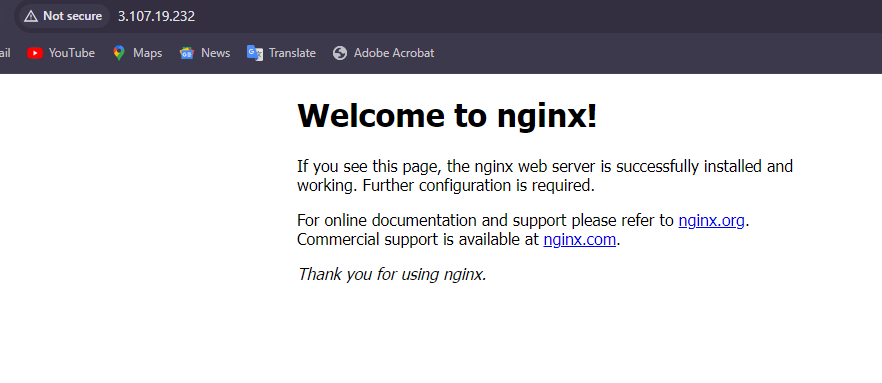 Not secure 3.107.19.232
ail YouTube Maps News Translate Adobe Acrobat
Welcome to nginx!
If you see this page, the nginx web server is successfully installed and
working. Further configuration is required.
For online documentation and support please refer to nginx.org.
Commercial support is available at nginx.com.
Thank you for using nginx.